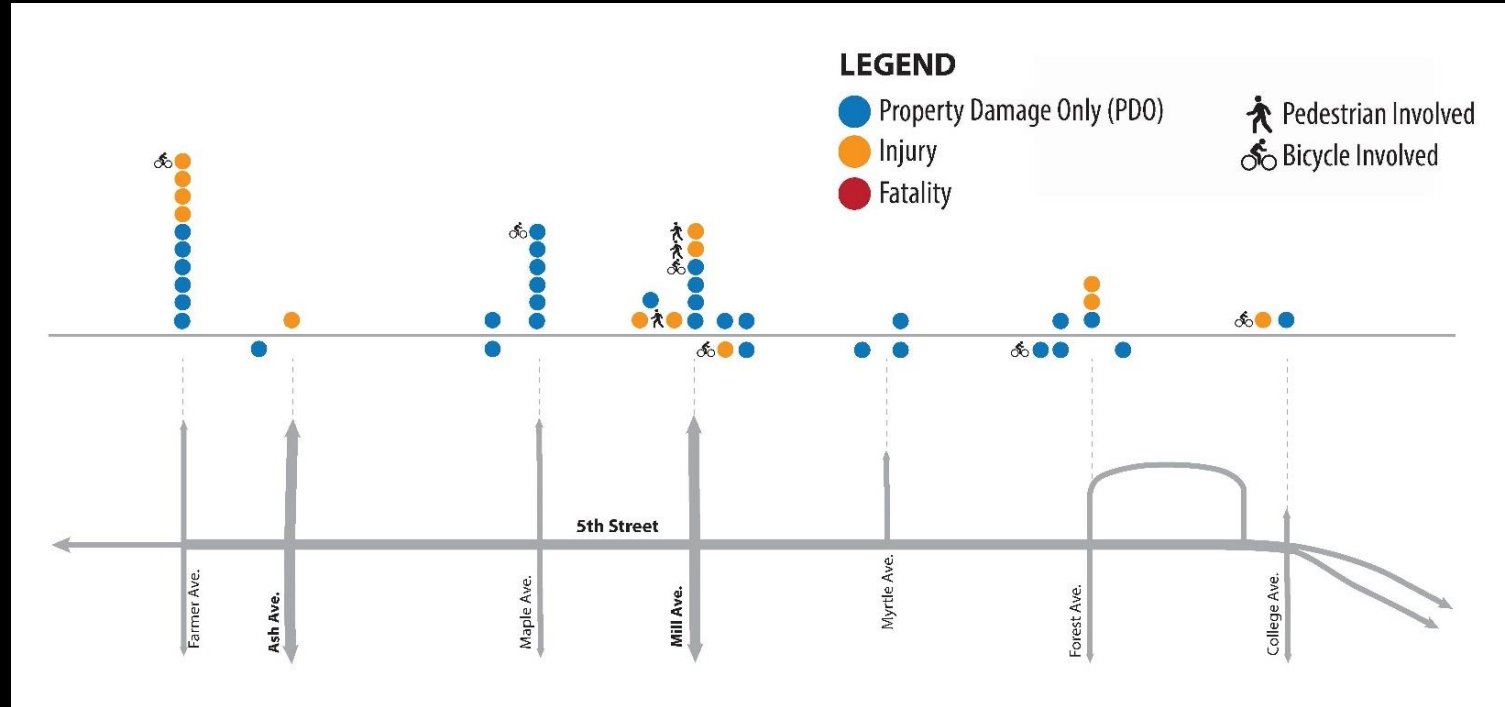 LEGEND
Property Damage Only (PDO)
Injury
Fatality
Pedestrian Involved
Bicycle Involved
5th Street
Farmer Ave.
Ash Ave.
Maple Ave.
Mill Ave.
Myrtle Ave.
Forest Ave.
College Ave.